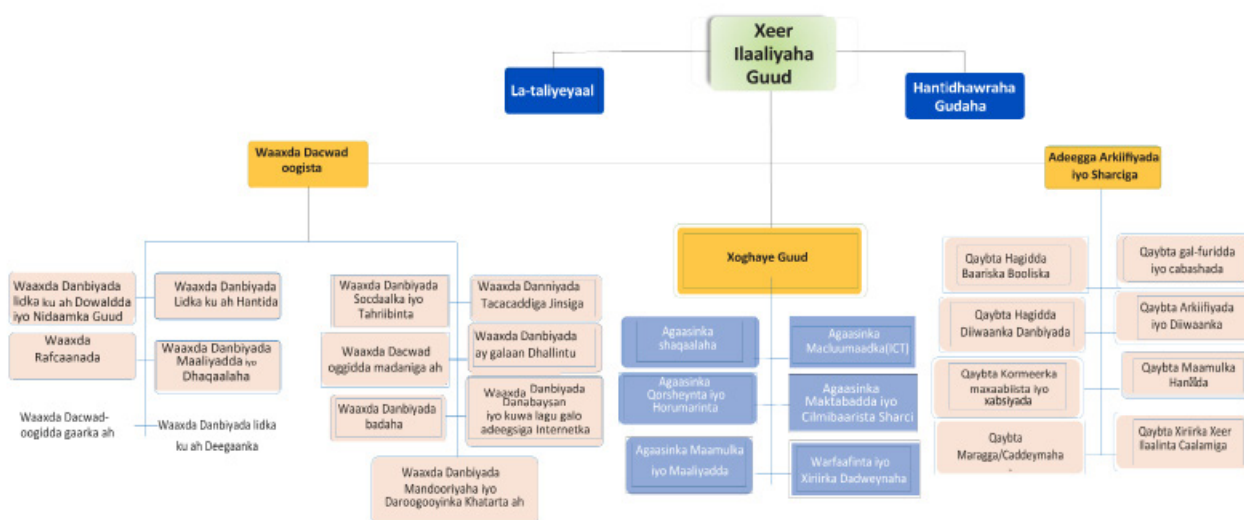 Xeer
Ilaaliyaha
Guud
La-taliyeyaal
Hantidhawraha
Gudaha
Waaxda Dacwad
oogista
Adeegga Arkiifiyada
iyo Sharciga
Xoghaye Guud
Waaxda Danbiyada
lidka ku ah Dowaldda
iyo Nidaamka Guud
Waaxda Danbiyada
Lidka ku ah Hantida
Waaxda
Rafcaanada
Waaxda Danbiyada
Maaliyadda iyo
Dhaqaalaha
Waaxda Dacwad-
oogidda gaarka ah
Waaxda Danbiyada lidka
ku ah Deegaanka
Waaxda Danbiyada
Socdaalka iyo
Tahriibinta
Waaxda Danniyada
Tacacaddiga Jinsiga
Waaxda Dacwad
oggidda madaniga ah
Waaxda Danbiyada
ay galaan Dhallintu
Waaxda Danbiyada
badaha
Waaxda Danbiyada
Danabaysan
iyo kuwa lagu galo
adeegsiga Internetka
Waaxda Danbiyada
Mandooriyaha iyo
Daroogooyinka Khatarta ah
Agaasinka
shaqaalaha
Agaasinka
Macluumaadka(ICT)
Agaasinka
Qorsheynta iyo
Horumarinta
Agaasinka
Maktabadda iyo
Cilmibaarista Sharci
Agaasinka Maamulka
iyo Maaliyadda
Warfaafinta iyo
Xiriirka Dadweynaha
Qaybta Hagidda
Baariska Booliska
Qaybta gal-furidda
iyo cabashada
Qaybta Hagidda
Diiwaanka Danbiyada
Qaybta Arkiifiyada
iyo Diiwaanka
Qaybta Kormeerka
maxaabiista iyo
xabsiyada
Qaybta Maamulka
Qaybta
Maragga/Caddeymaha
Qaybta Xiriirka Xeer
Ilaalinta Caalamiga